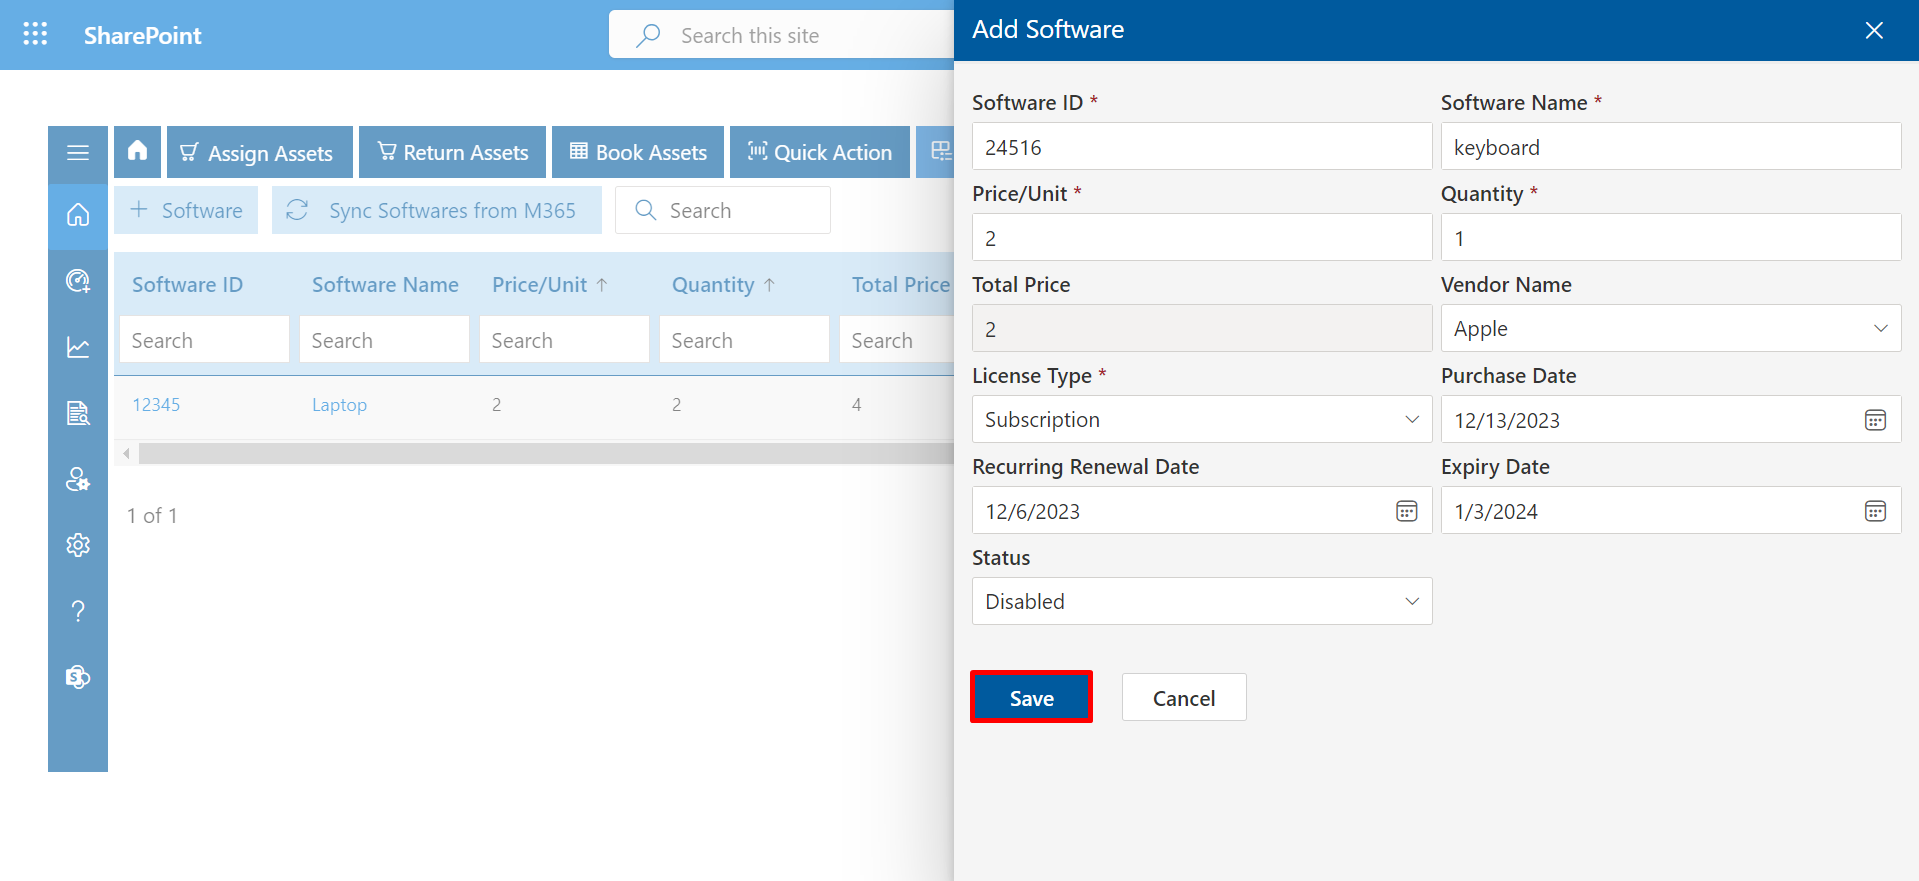 SharePoint
Search this site
Add Software
Assign Assets
Return Assets
Book Assets
Quick Action
+ Software
Sync Softwares from M365
Search
Software ID
Software Name
Price/Unit ↑
Quantity ↑
Total Price
Search
Search
Search
Search
Search
12345
Laptop
2
2
4
1 of 1
Software ID *
Software Name *
24516
keyboard
Price/Unit *
Quantity *
2
1
Total Price
Vendor Name
2
Apple
License Type *
Purchase Date
Subscription
12/13/2023
Recurring Renewal Date
Expiry Date
12/6/2023
1/3/2024
Status
Disabled
Save
Cancel